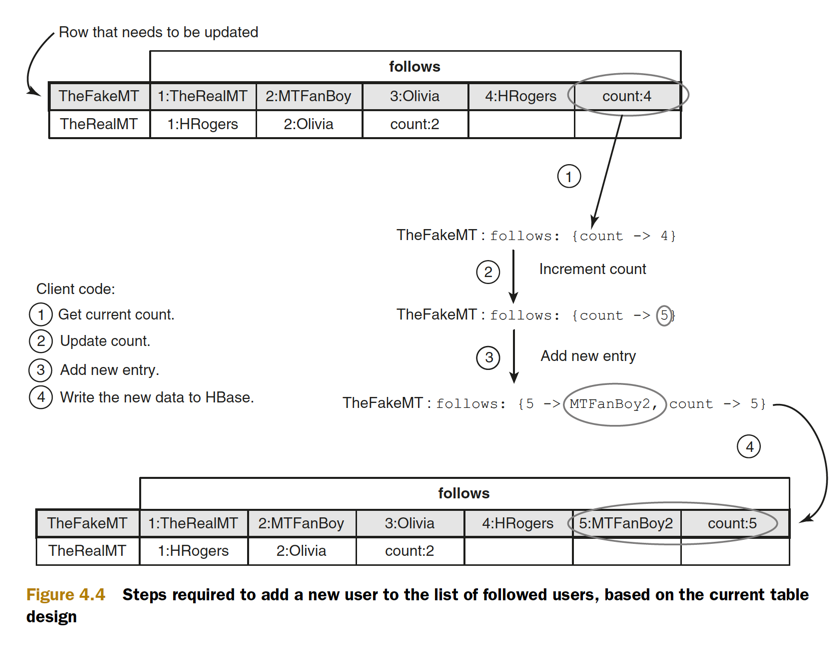 Row that needs to be updated
follows
TheFakeMT 1:TheRealMT 2:MTFanBoy 3:Olivia 4:HRogers count:4
TheRealMT 1:HRogers 2:Olivia count:2
1
TheFakeMT : follows: {count -> 4}
2 Increment count
Client code:
1 Get current count.
2 Update count.
3 Add new entry.
4 Write the new data to HBase.
TheFakeMT : follows: {count -> 5}
3 Add new entry
TheFakeMT : follows: {5 -> MTFanBoy2, count -> 5}
4
follows
TheFakeMT 1:TheRealMT 2:MTFanBoy 3:Olivia 4:HRogers 5:MTFanBoy2 count:5
TheRealMT 1:HRogers 2:Olivia count:2
Figure 4.4 Steps required to add a new user to the list of followed users, based on the current table
design